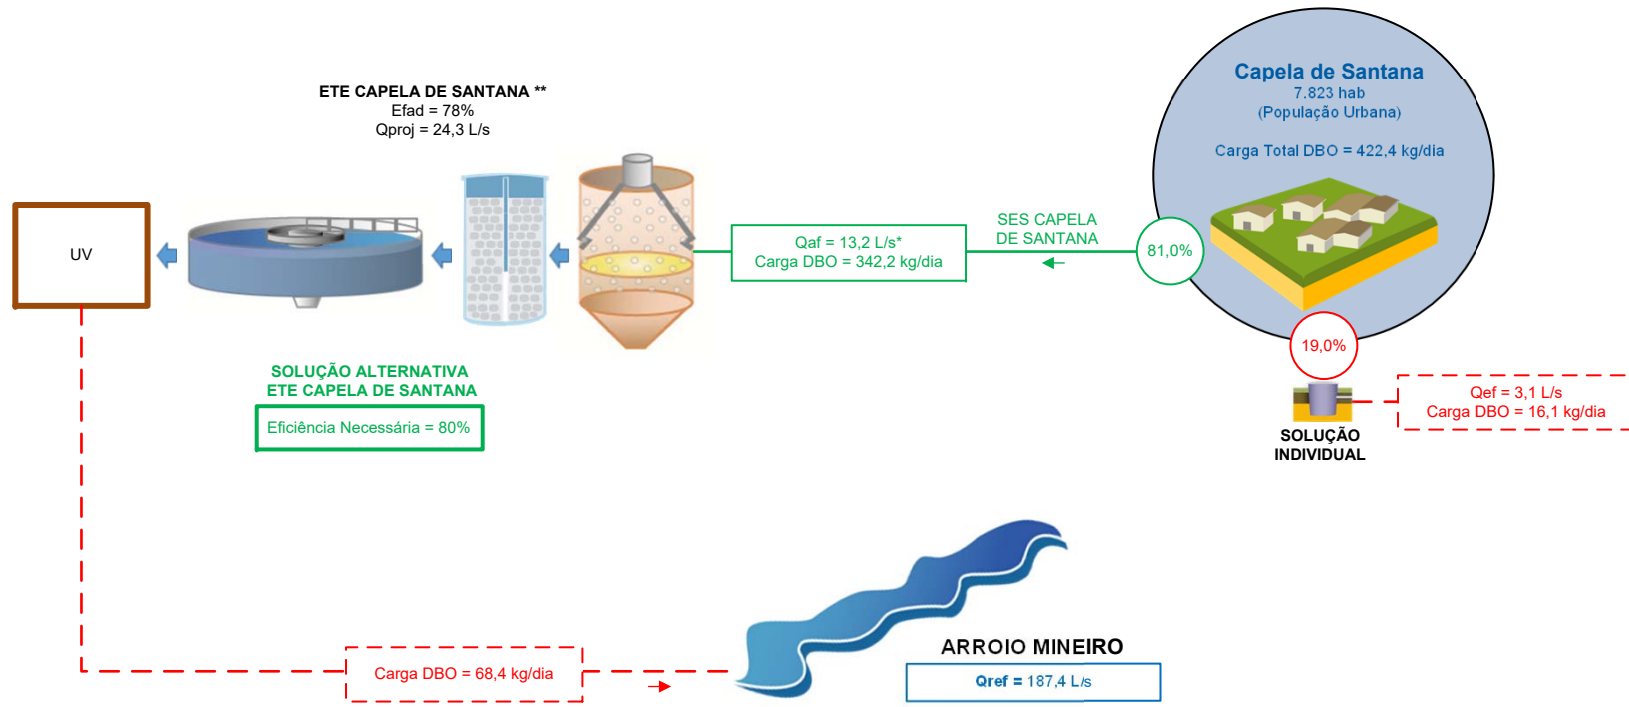 Capela de Santana
7.823 hab
(População Urbana)
Carga Total DBO = 422,4 kg/dia
ETE CAPELA DE SANTANA **
Efad = 78%
Qproj = 24,3 L/s
SES CAPELA
DE SANTANA
81,0%
Qaf = 13,2 L/s*
Carga DBO = 342,2 kg/dia
UV
19,0%
SOLUÇÃO
INDIVIDUAL
Qef = 3,1 L/s
Carga DBO = 16,1 kg/dia
SOLUÇÃO ALTERNATIVA
ETE CAPELA DE SANTANA
Eficiência Necessária = 80%
Carga DBO = 68,4 kg/dia
ARROIO MINEIRO
Qref = 187,4 L/s